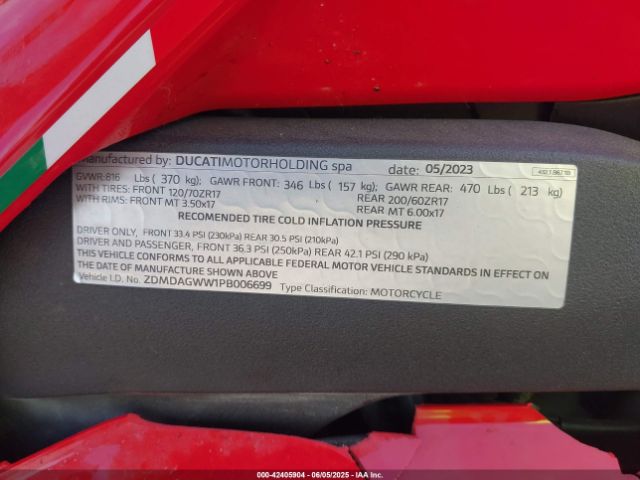 Manufactured by: DUCATIMOTORHOLDING spa date: 05/2023
GVWR:816 Lbs ( 370 kg); GAWR FRONT: 346 Lbs ( 157 kg); GAWR REAR: 470 Lbs ( 213 kg)
WITH TIRES: FRONT 120/70ZR17 REAR 200/60ZR17
WITH RIMS: FRONT MT 3.50x17 REAR MT 6.00x17
RECOMENDED TIRE COLD INFLATION PRESSURE
DRIVER ONLY, FRONT 33.4 PSI (230kPa) REAR 30.5 PSI (210kPa)
DRIVER AND PASSENGER, FRONT 36.3 PSI (250kPa) REAR 42.1 PSI (290 kPa)
THIS VEHICLE CONFORMS TO ALL APPLICABLE FEDERAL MOTOR VEHICLE STANDARDS IN EFFECT ON
THE DATE OF MANUFACTURE SHOWN ABOVE
Vehicle I.D. No. ZDMDAGWW1PB006699 Type Classification: MOTORCYCLE
000-42405904 - 06/05/2025 - Copart, Inc.